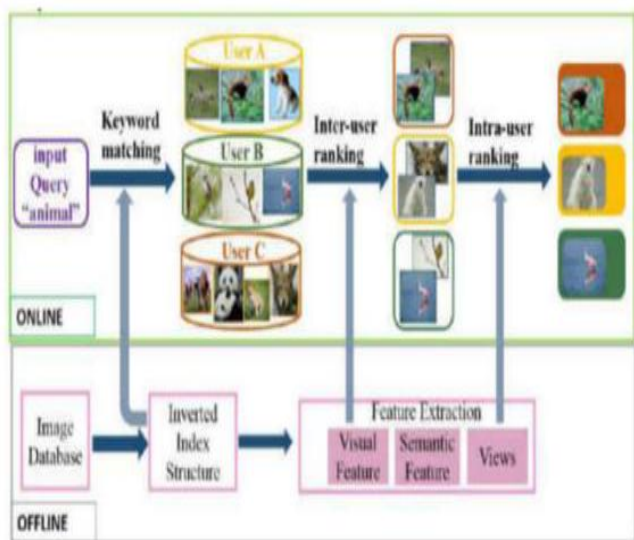 input
Query
“animal”
Keyword
matching
User A
User B
User C
Inter-user
ranking
Intra-user
ranking
ONLINE
Image
Database
Inverted
Index
Structure
Feature Extraction
Visual
Feature
Semantic
Feature
Views
OFFLINE